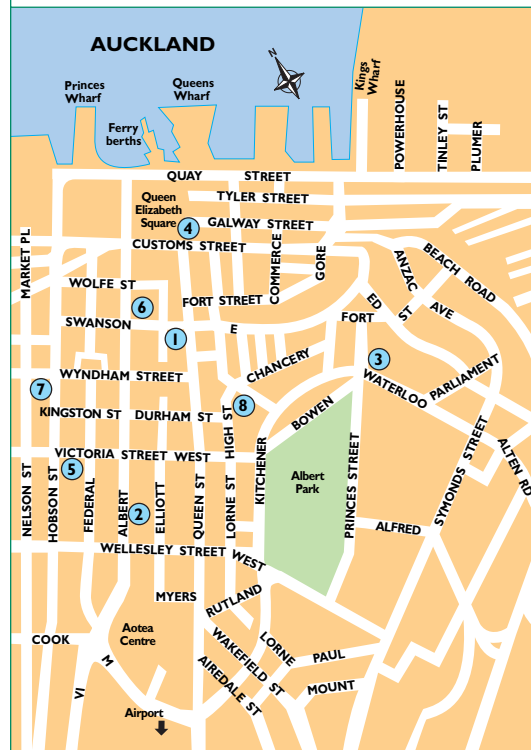 AUCKLAND
N
Kings
Wharf
Princes
Wharf
Queens
Wharf
Ferry
berths
POWERHOUSE
TINLEY ST
PLUMER
QUAY STREET
Queen
Elizabeth
Square
TYLER STREET
4
GALWAY STREET
CUSTOMS STREET
MARKET PL
COMMERCE
GORE
ANZAC AVE
BEACH ROAD
WOLFE ST
6
FORT STREET
ED ST
FORT
SWANSON
1
E
3
CHANCERY
WYNDHAM STREET
WATERLOO
PARLIAMENT
7
8
KINGSTON ST
DURHAM ST
HIGH ST
BOWEN
VICTORIA STREET WEST
KITCHENER
5
Albert
Park
PRINCES STREET
SYMONDS STREET
ALTEN RD
NELSON ST
HOBSON ST
FEDERAL
ALBERT
2
ELLIOTT
QUEEN ST
LORNE ST
ALFRED
WELLESLEY STREET WEST
MYERS
RUTLAND
COOK
Aotea
Centre
M
VI
LORNE
WAKEFIELD ST
AIREDALE ST
PAUL
MOUNT
Airport